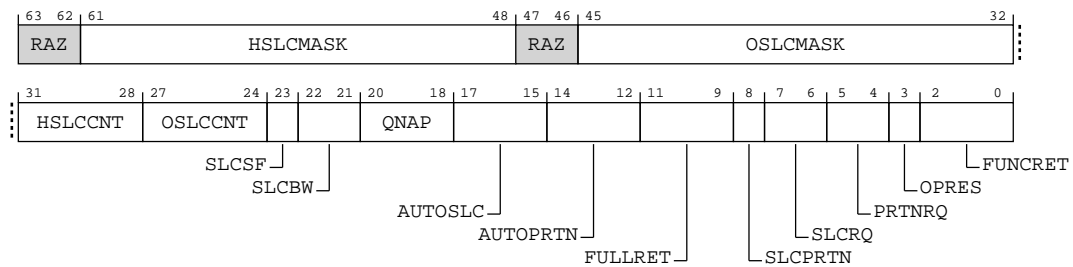 63 62 61 48 47 46 45 32
RAZ HSLCMASK RAZ OSLCMASK
31 28 27 24 23 22 21 20 18 17 15 14 12 11 9 8 7 6 5 4 3 2 0
HSLCCNT OSLCCNT QNAP
SLCSF FUNCRET
SLCBW OPRES
AUTOSLC PRTNRQ
AUTOPRTN SLCRQ
FULLRET SLCPRTN